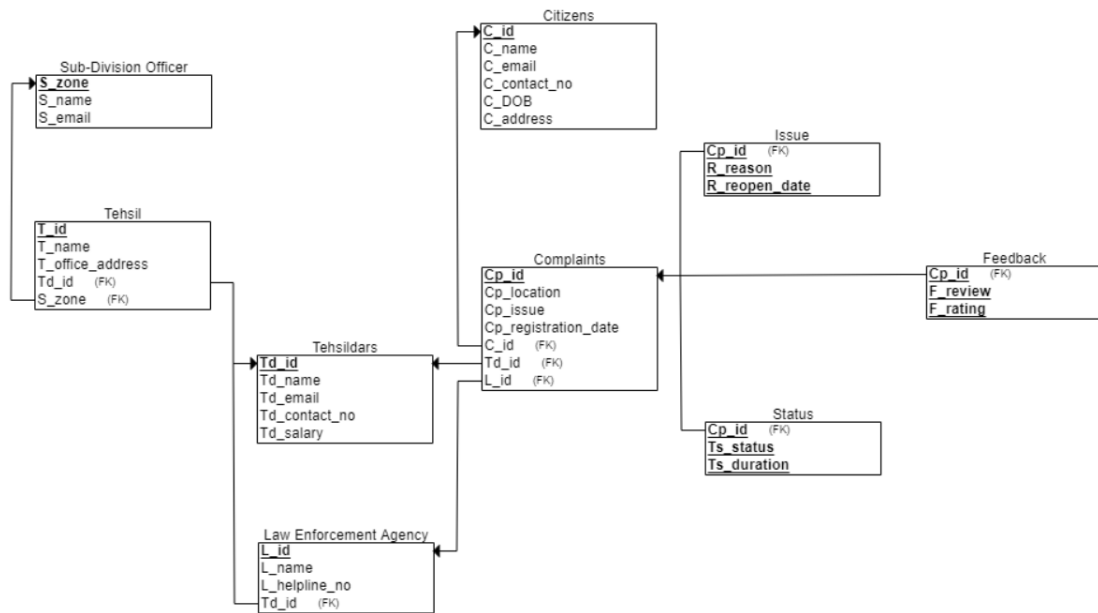 Citizens
C_id
C_name
C_email
C_contact_no
C_DOB
C_address
Sub-Division Officer
S_zone
S_name
S_email
Issue
Cp_id (FK)
R_reason
R_reopen_date
Tehsil
T_id
T_name
T_office_address
Td_id (FK)
S_zone (FK)
Complaints
Cp_id
Cp_location
Cp_issue
Cp_registration_date
C_id (FK)
Td_id (FK)
L_id (FK)
Feedback
Cp_id (FK)
F_review
F_rating
Tehsildars
Td_id
Td_name
Td_email
Td_contact_no
Td_salary
Status
Cp_id (FK)
Ts_status
Ts_duration
Law Enforcement Agency
L_id
L_name
L_helpline_no
Td_id (FK)